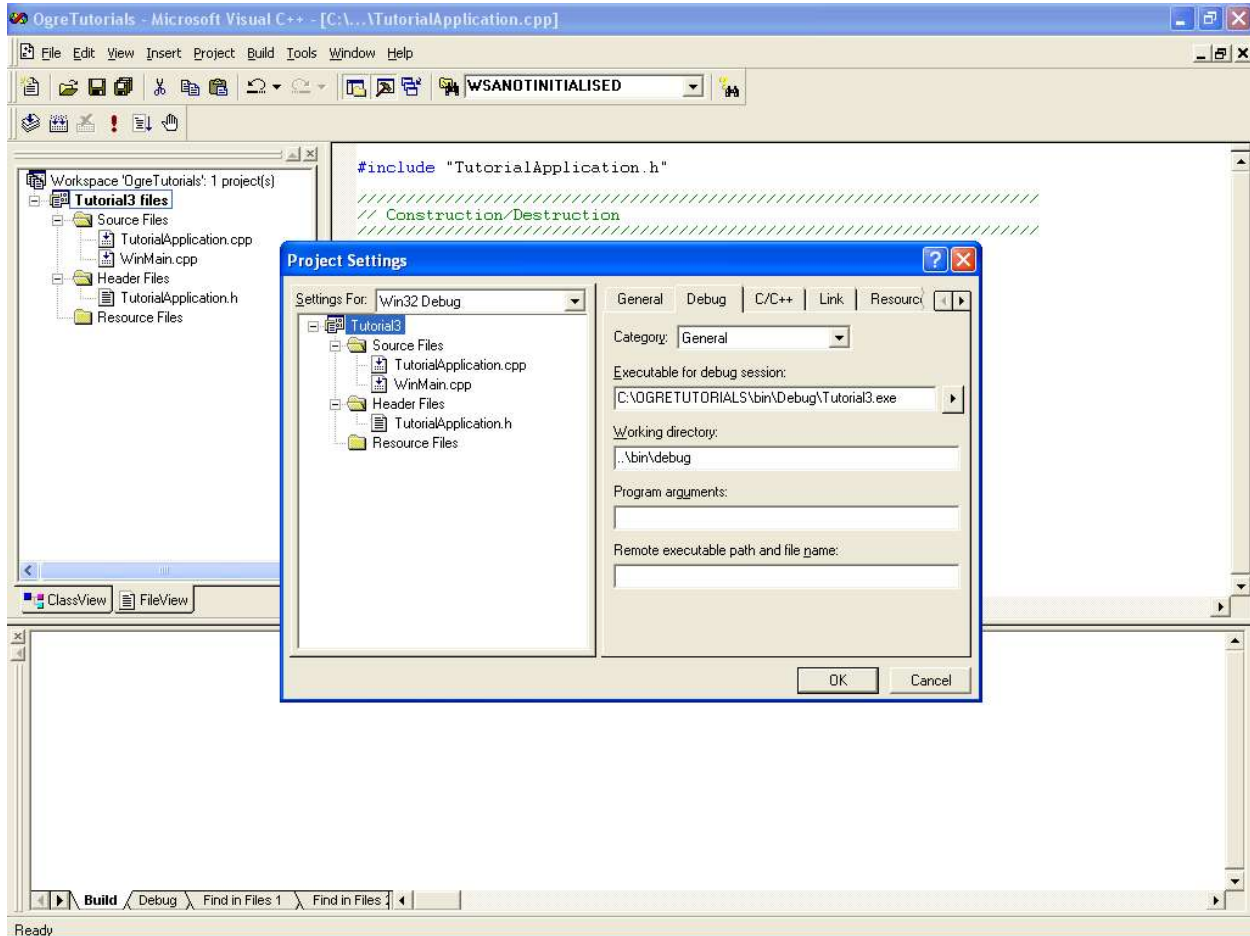 OgreTutorials - Microsoft Visual C++ - [C:\...\TutorialApplication.cpp]
File Edit View Insert Project Build Tools Window Help
WSANOTINITIALISED
Workspace 'OgreTutorials': 1 project(s)
Tutorial3 files
Source Files
TutorialApplication.cpp
WinMain.cpp
Header Files
TutorialApplication.h
Resource Files
ClassView FileView
#include "TutorialApplication.h"
//////////////////////////////////////////////////////////////////////
// Construction/Destruction
//////////////////////////////////////////////////////////////////////
Project Settings
Settings For: Win32 Debug
Tutorial3
Source Files
TutorialApplication.cpp
WinMain.cpp
Header Files
TutorialApplication.h
Resource Files
General Debug C/C++ Link Resourc
Category: General
Executable for debug session:
C:\OGRETUTORIALS\bin\Debug\Tutorial3.exe
Working directory:
..\bin\debug
Program arguments:
Remote executable path and file name:
OK Cancel
Build Debug Find in Files 1 Find in Files 2
Ready